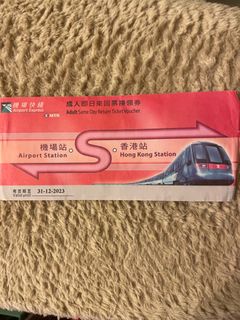 機場快綫
Airport Express
MTR
成人即日來回票換領券
Adult Same Day Return Ticket Voucher
機場站
Airport Station
香港站
Hong Kong Station
有效期至
Valid until
31-12-2023